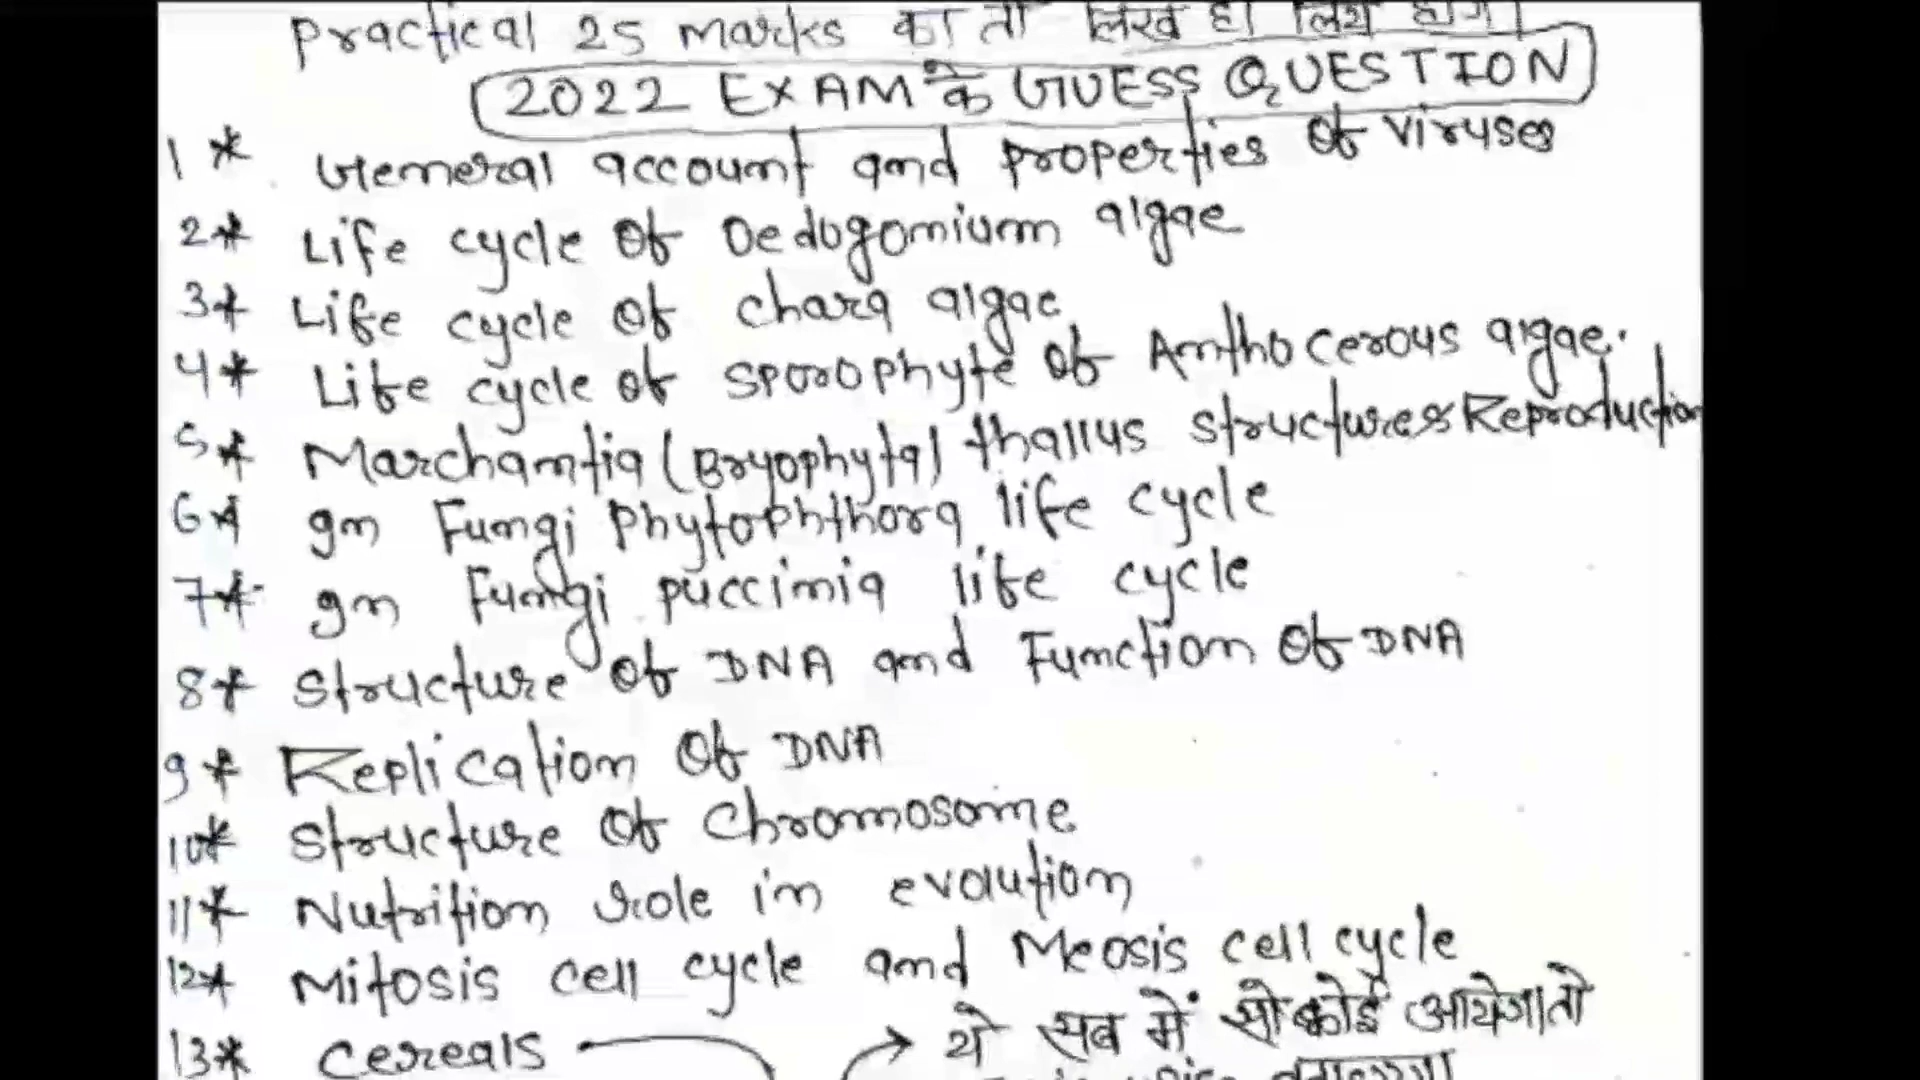 Practical 25 marks का तो लिख ही लिये होंगे
2022 EXAM के GUESS QUESTION
1* General account and properties of Viruses
2* Life cycle of Oedogonium algae
3* Life cycle of chara algae
4* Life cycle of sporophyte of Anthocerous algae.
5* Marchantia (Bryophyta) thallus structure & Reproduction
6* gn Fungi Phytophthora life cycle
7* gn Fungi puccinia life cycle
8* Structure of DNA and Function of DNA
9* Replication of DNA
10* Structure of Chromosome
11* Nutrition role in evolution
12* Mitosis cell cycle and Meosis cell cycle
13* Cereals → ये सब में से कोई आयेगा तो